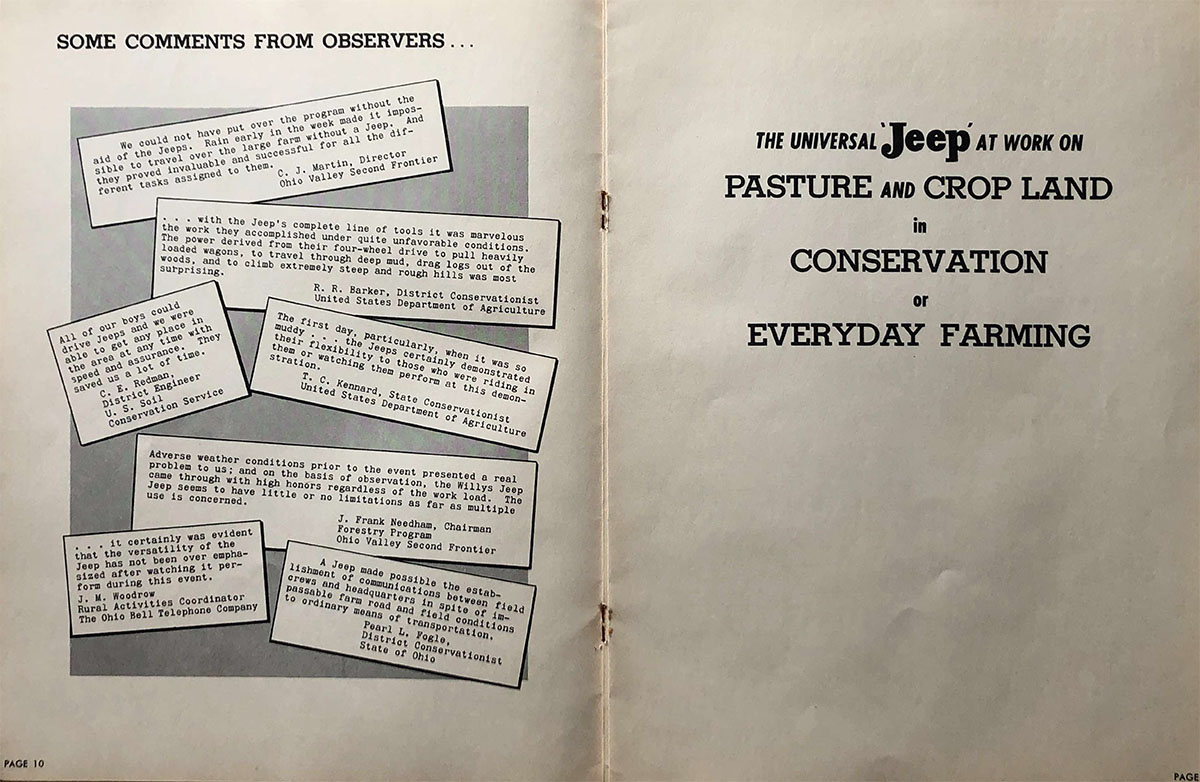 SOME COMMENTS FROM OBSERVERS ...
We could not have put over the program without the
aid of the Jeeps. Rain early in the week made it impos-
sible to travel over the large farm without a Jeep. And
they proved invaluable and successful for all the dif-
ferent tasks assigned to them.
C. J. Martin, Director
Ohio Valley Second Frontier
. . . with the Jeep's complete line of tools it was marvelous
the work they accomplished under quite unfavorable conditions.
The power derived from their four-wheel drive to pull heavily
loaded wagons, to travel through deep mud, drag logs out of the
woods, and to climb extremely steep and rough hills was most
surprising.
R. R. Barker, District Conservationist
United States Department of Agriculture
All of our boys could
drive Jeeps and we were
able to get any place in
the area at any time with
speed and assurance. They
saved us a lot of time.
C. E. Redman,
District Engineer
U. S. Soil
Conservation Service
The first day, particularly, when it was so
muddy . . . the Jeeps certainly demonstrated
their flexibility to those who were riding in
them or watching them perform at this demon-
stration.
T. C. Kennard, State Conservationist
United States Department of Agriculture
Adverse weather conditions prior to the event presented a real
problem to us; and on the basis of observation, the Willys Jeep
came through with high honors regardless of the work load. The
Jeep seems to have little or no limitations as far as multiple
use is concerned.
J. Frank Needham, Chairman
Forestry Program
Ohio Valley Second Frontier
. . . it certainly was evident
that the versatility of the
Jeep has not been over empha-
sized after watching it per-
form during this event.
J. M. Woodrow
Rural Activities Coordinator
The Ohio Bell Telephone Company
A Jeep made possible the estab-
lishment of communications between field
crews and headquarters in spite of im-
passable farm road and field conditions
to ordinary means of transportation.
Pearl L. Fogle,
District Conservationist
State of Ohio
PAGE 10
THE UNIVERSAL 'Jeep' AT WORK ON
PASTURE AND CROP LAND
in
CONSERVATION
or
EVERYDAY FARMING
PAGE